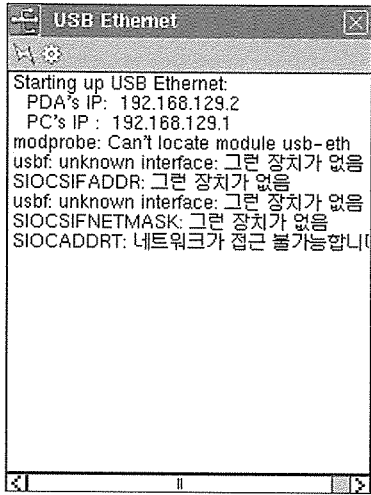 USB Ethernet
Starting up USB Ethernet:
PDA's IP: 192.168.129.2
PC's IP : 192.168.129.1
modprobe: Can't locate module usb-eth
usbf: unknown interface: 그런 장치가 없음
SIOCSIFADDR: 그런 장치가 없음
usbf: unknown interface: 그런 장치가 없음
SIOCSIFNETMASK: 그런 장치가 없음
SIOCADDRT: 네트워크가 접근 불가능합니